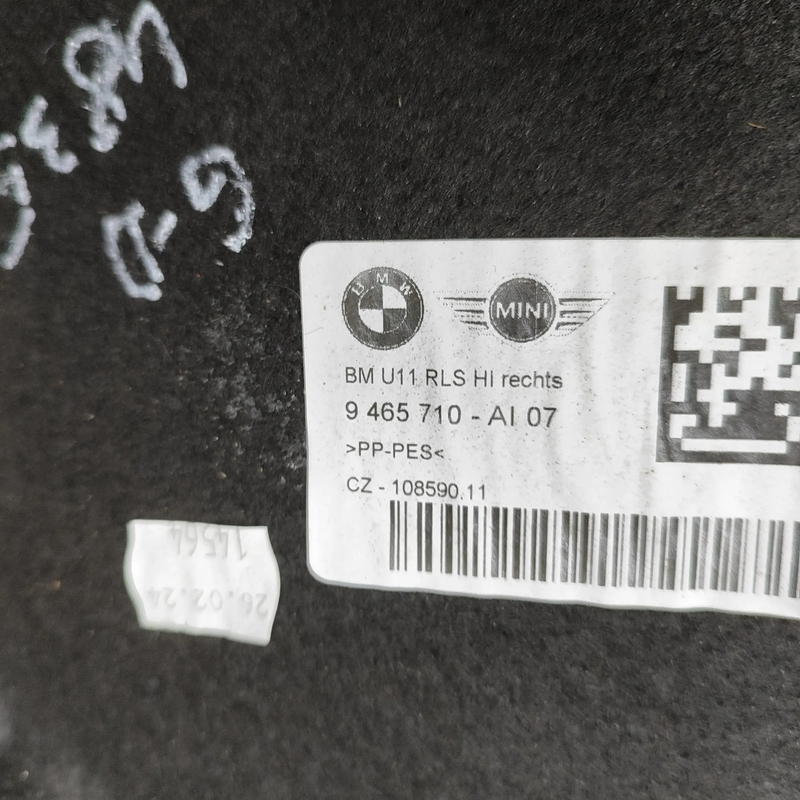 BMW
MINI
BM U11 RLS HI rechts
9 465 710 - AI 07
>PP-PES<
CZ - 108590.11
14564
26.02.24